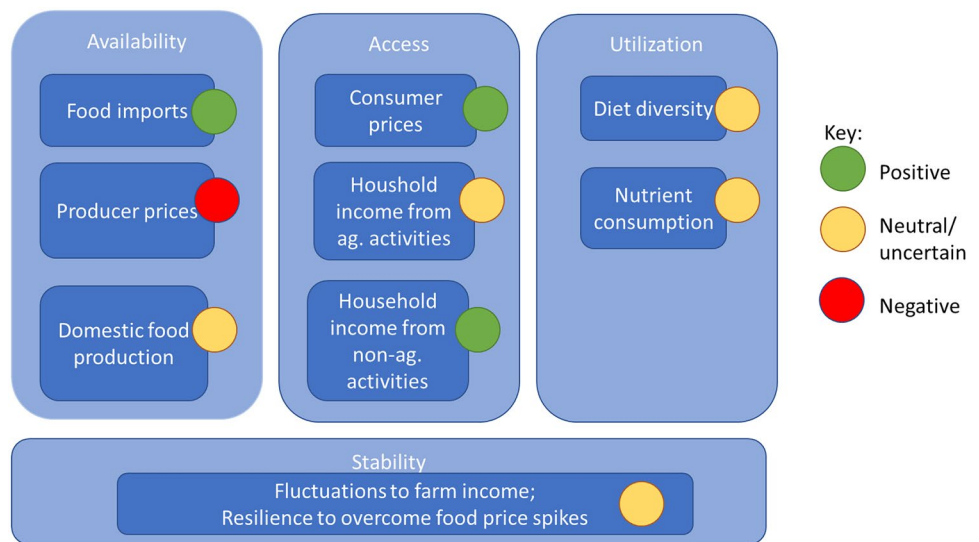 Availability
Food imports
Producer prices
Domestic food
production
Access
Consumer
prices
Houshold
income from
ag. activities
Household
income from
non-ag.
activities
Utilization
Diet diversity
Nutrient
consumption
Key:
Positive
Neutral/
uncertain
Negative
Stability
Fluctuations to farm income;
Resilience to overcome food price spikes